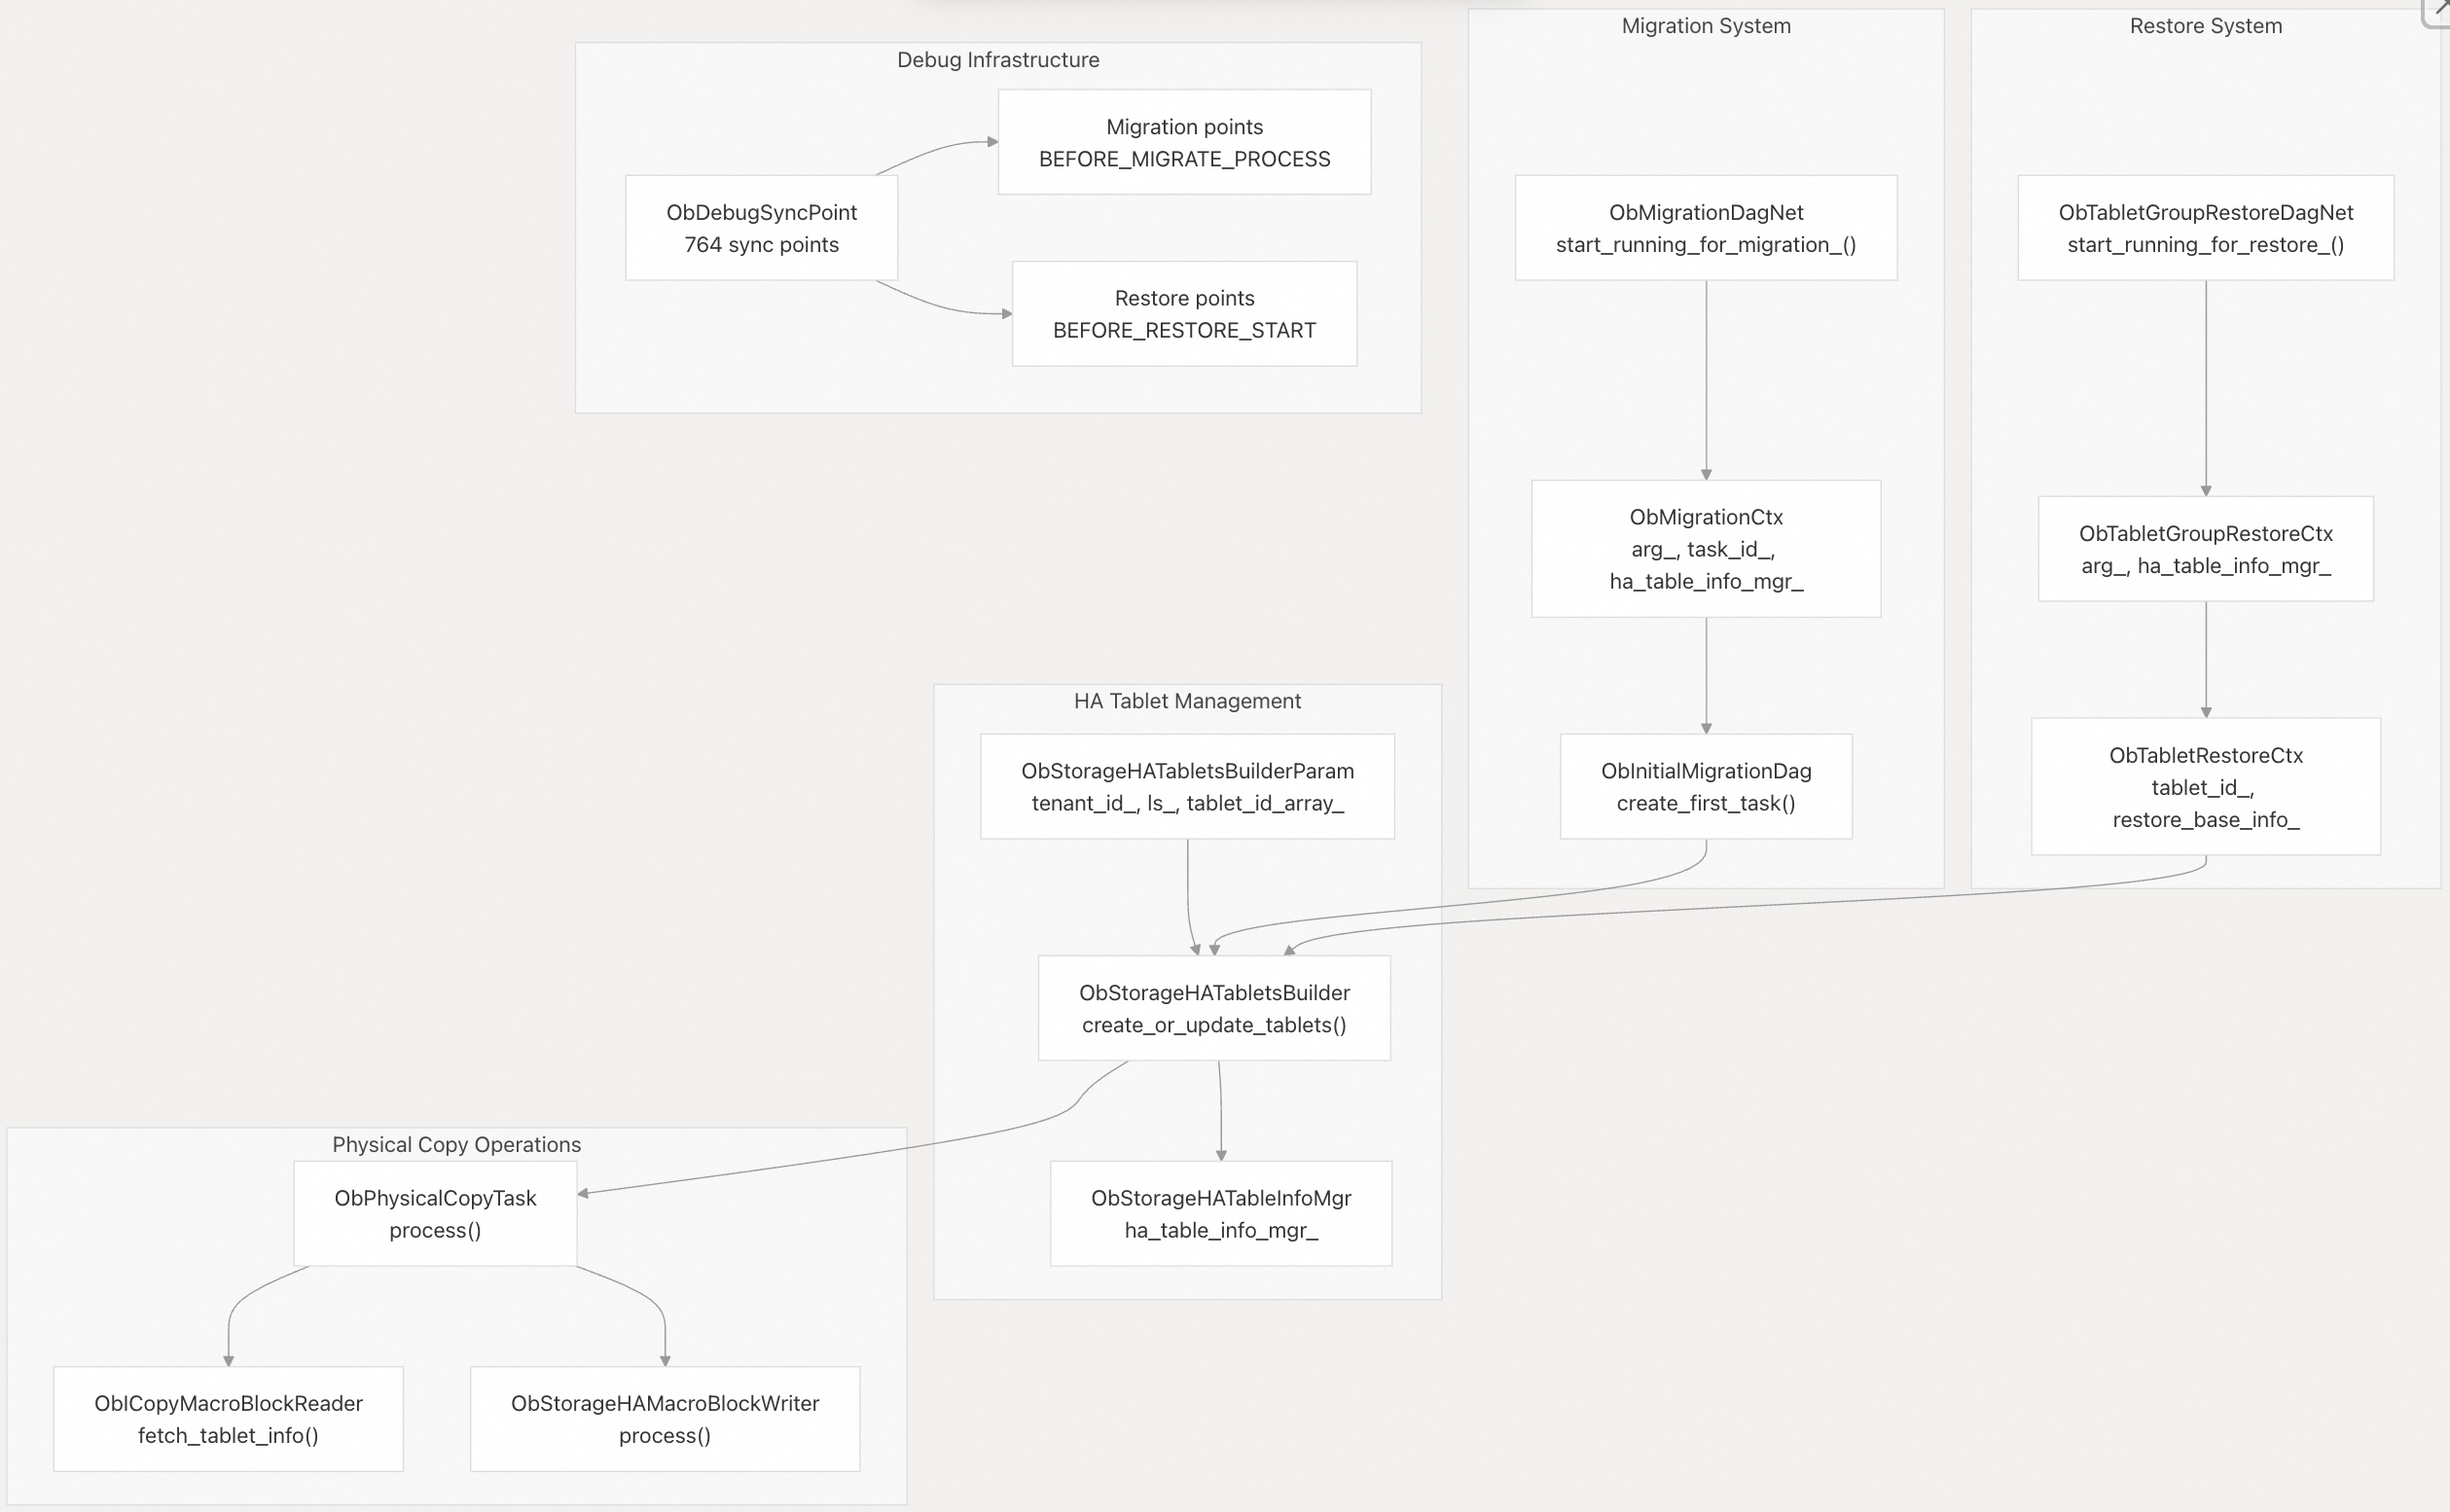 Debug Infrastructure
Migration points
BEFORE_MIGRATE_PROCESS
ObDebugSyncPoint
764 sync points
Restore points
BEFORE_RESTORE_START
Migration System
ObMigrationDagNet
start_running_for_migration_()
ObMigrationCtx
arg_, task_id_,
ha_table_info_mgr_
ObInitialMigrationDag
create_first_task()
Restore System
ObTabletGroupRestoreDagNet
start_running_for_restore_()
ObTabletGroupRestoreCtx
arg_, ha_table_info_mgr_
ObTabletRestoreCtx
tablet_id_,
restore_base_info_
HA Tablet Management
ObStorageHATabletsBuilderParam
tenant_id_, ls_, tablet_id_array_
ObStorageHATabletsBuilder
create_or_update_tablets()
ObStorageHATableInfoMgr
ha_table_info_mgr_
Physical Copy Operations
ObPhysicalCopyTask
process()
ObICopyMacroBlockReader
fetch_tablet_info()
ObStorageHAMacroBlockWriter
process()